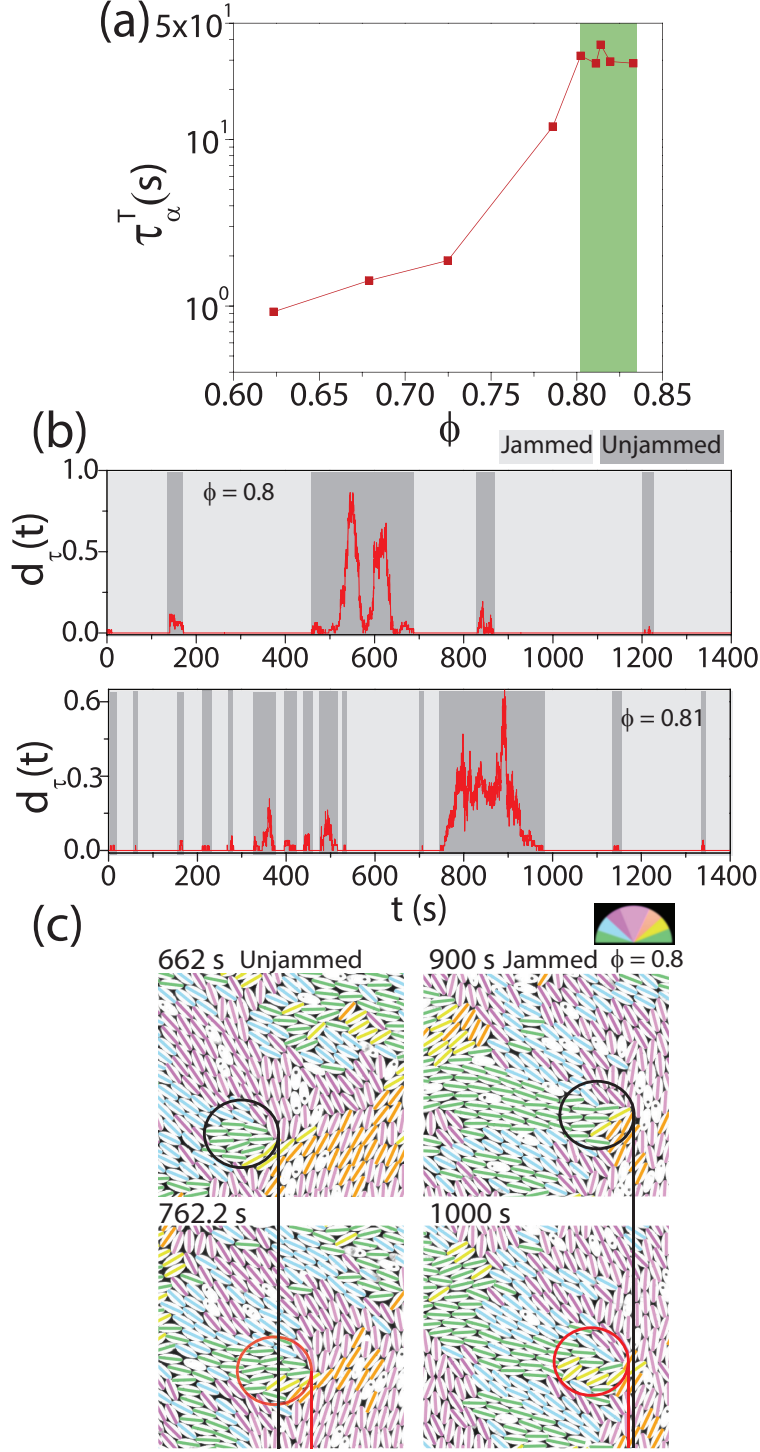 (a)
5x10¹
10¹
10⁰
τ_α^T(s)
0.60 0.65 0.70 0.75 0.80 0.85
ϕ
(b)
Jammed Unjammed
1.0
0.5
0.0
d_τ(t)
ϕ = 0.8
0 200 400 600 800 1000 1200 1400
0.6
0.3
0.0
d_τ(t)
ϕ = 0.81
0 200 400 600 800 1000 1200 1400
t (s)
(c)
662 s Unjammed
900 s Jammed ϕ = 0.8
762.2 s
1000 s